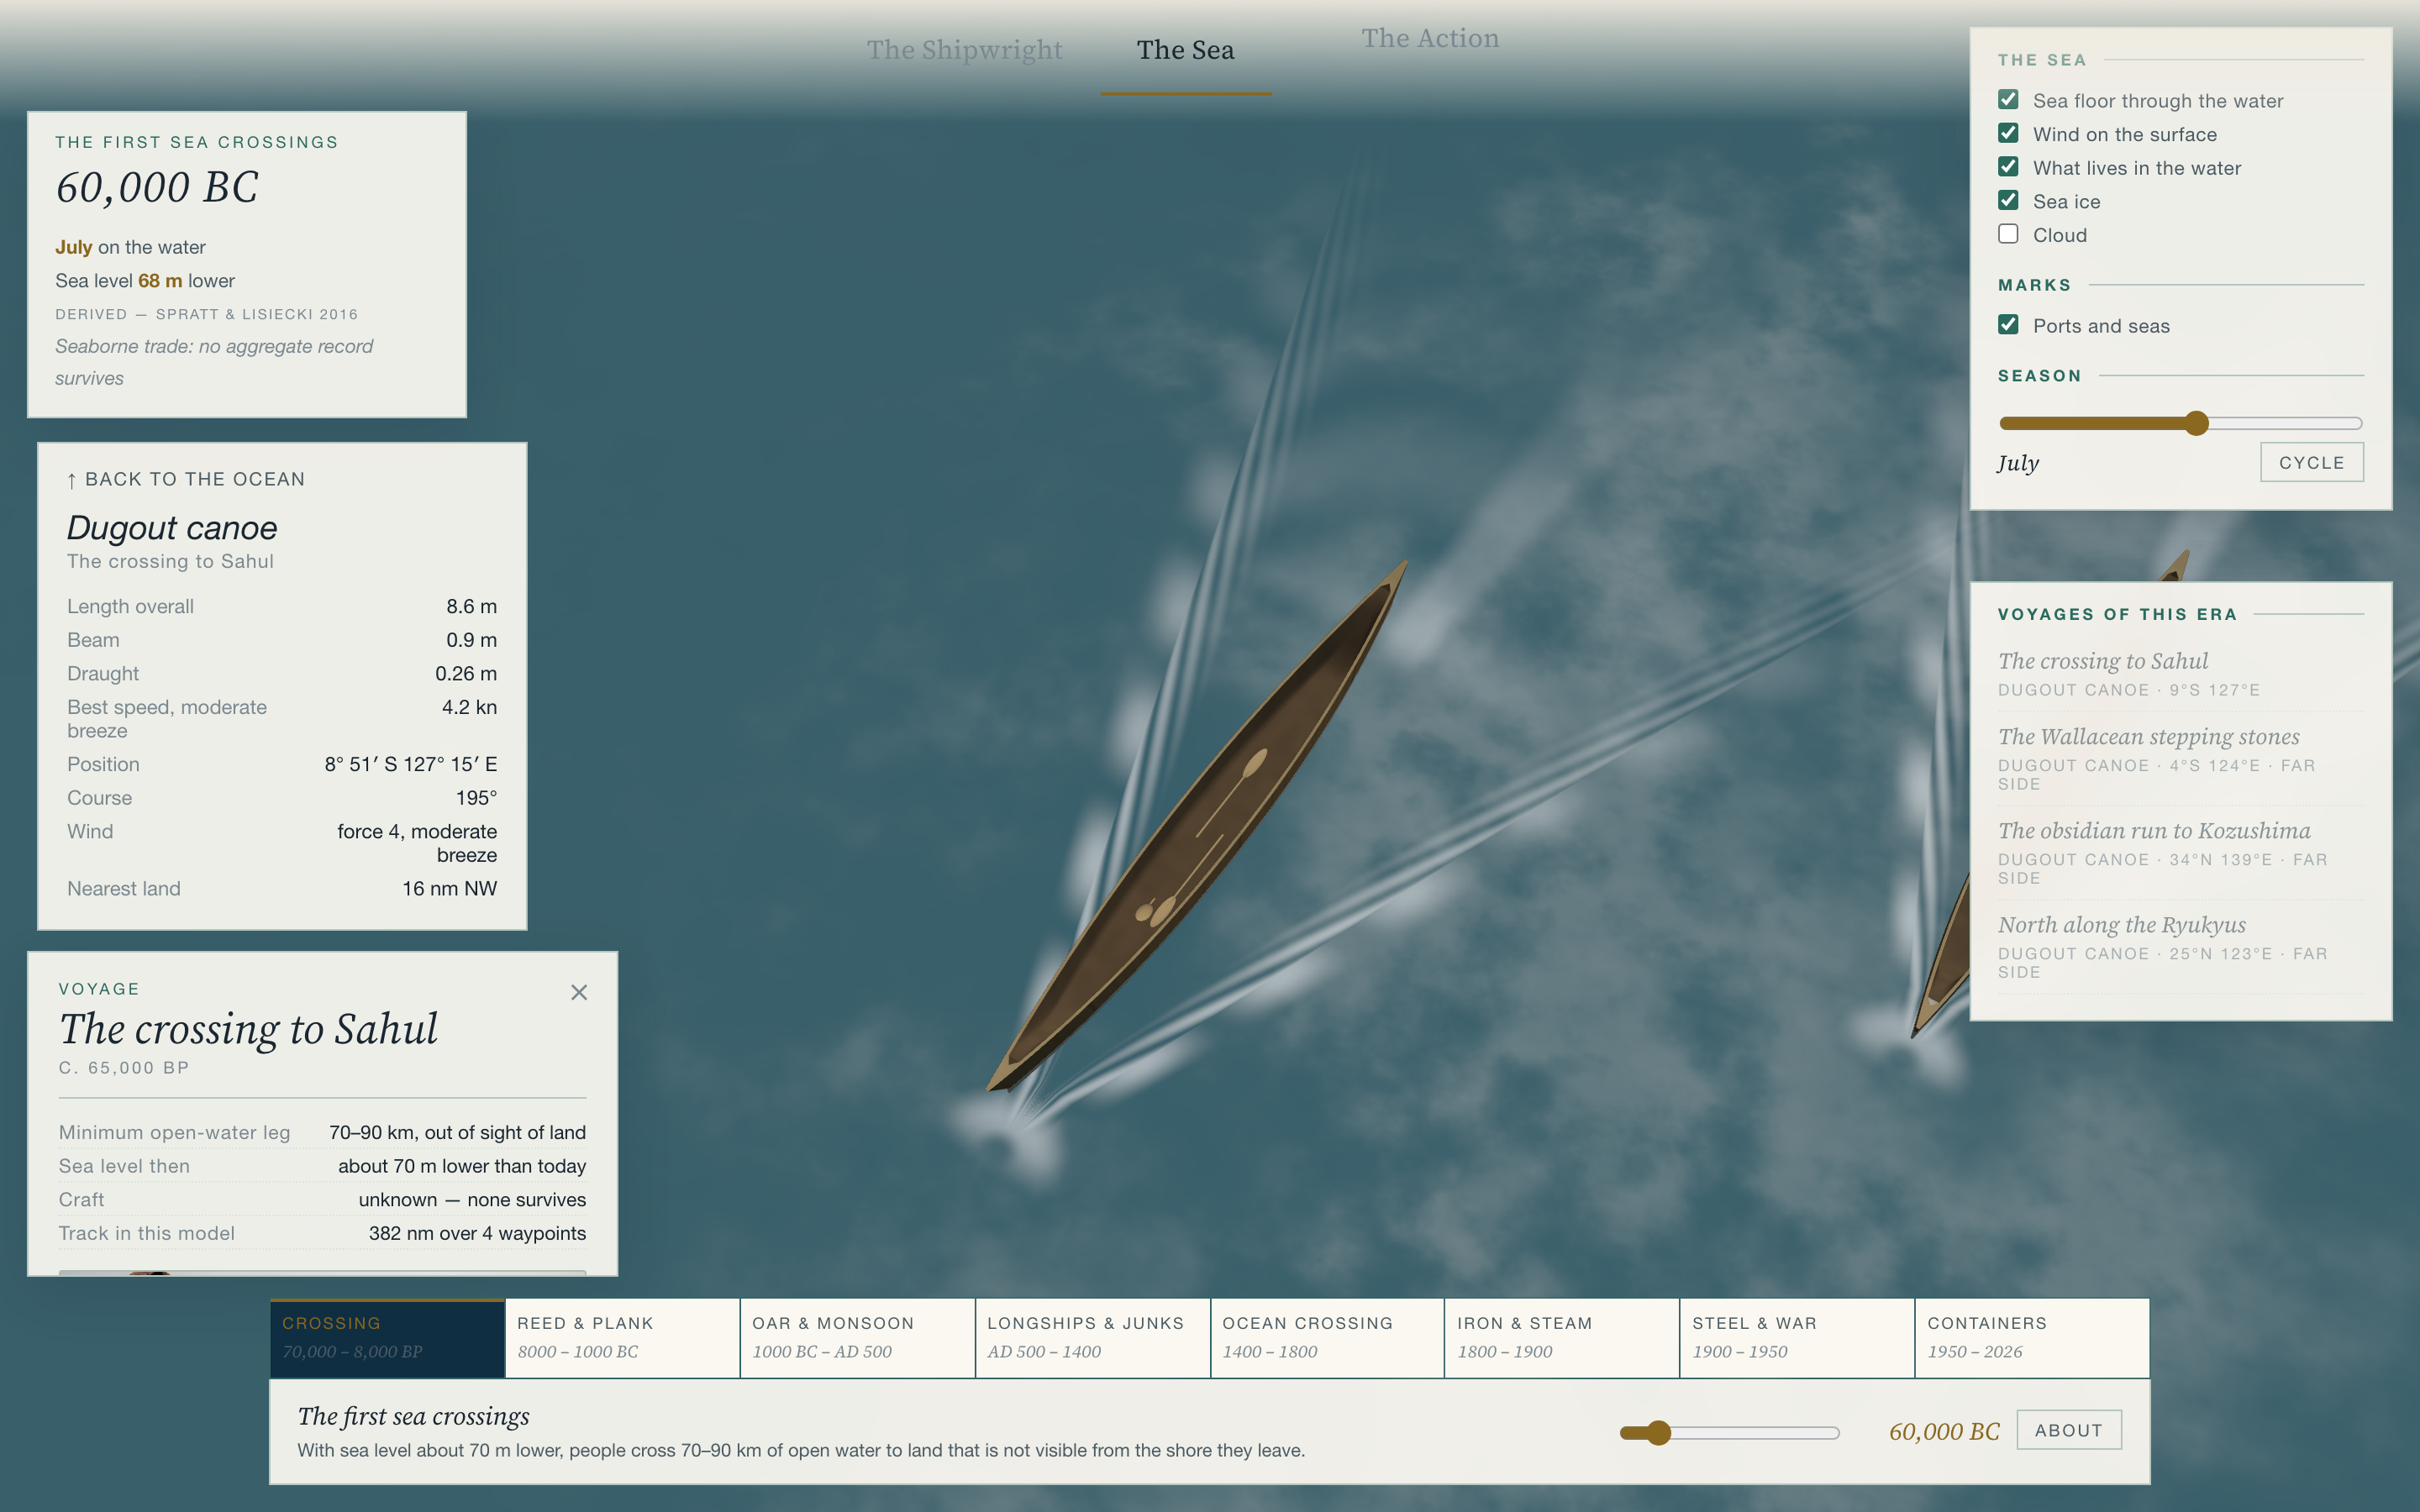 The Shipwright
The Sea
The Action
THE FIRST SEA CROSSINGS
60,000 BC
July on the water
Sea level 68 m lower
DERIVED — SPRATT & LISIECKI 2016
Seaborne trade: no aggregate record
survives
↑ BACK TO THE OCEAN
Dugout canoe
The crossing to Sahul
Length overall 8.6 m
Beam 0.9 m
Draught 0.26 m
Best speed, moderate breeze 4.2 kn
Position 8° 51′ S 127° 15′ E
Course 195°
Wind force 4, moderate breeze
Nearest land 16 nm NW
VOYAGE
The crossing to Sahul
C. 65,000 BP
Minimum open-water leg 70–90 km, out of sight of land
Sea level then about 70 m lower than today
Craft unknown — none survives
Track in this model 382 nm over 4 waypoints
THE SEA
Sea floor through the water
Wind on the surface
What lives in the water
Sea ice
Cloud
MARKS
Ports and seas
SEASON
July
CYCLE
VOYAGES OF THIS ERA
The crossing to Sahul
DUGOUT CANOE · 9°S 127°E
The Wallacean stepping stones
DUGOUT CANOE · 4°S 124°E · FAR
SIDE
The obsidian run to Kozushima
DUGOUT CANOE · 34°N 139°E · FAR
SIDE
North along the Ryukyus
DUGOUT CANOE · 25°N 123°E · FAR
SIDE
CROSSING
70,000 – 8,000 BP
REED & PLANK
8000 – 1000 BC
OAR & MONSOON
1000 BC – AD 500
LONGSHIPS & JUNKS
AD 500 – 1400
OCEAN CROSSING
1400 – 1800
IRON & STEAM
1800 – 1900
STEEL & WAR
1900 – 1950
CONTAINERS
1950 – 2026
The first sea crossings
With sea level about 70 m lower, people cross 70–90 km of open water to land that is not visible from the shore they leave.
60,000 BC
ABOUT